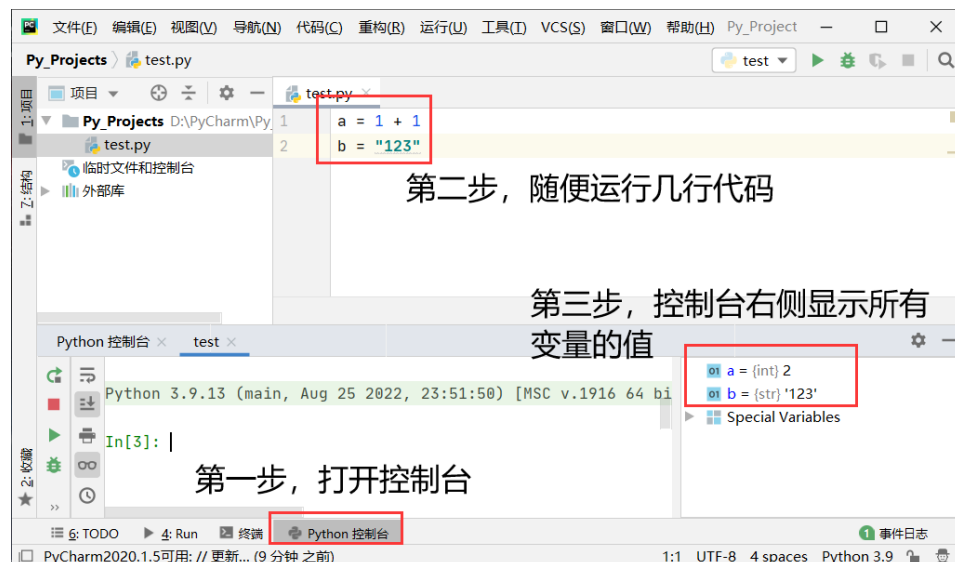 PC 文件(F) 编辑(E) 视图(V) 导航(N) 代码(C) 重构(R) 运行(U) 工具(T) VCS(S) 窗口(W) 帮助(H) Py_Project
Py_Projects test.py test
1: 项目
项目 test.py
Py_Projects D:\PyCharm\Py
test.py
临时文件和控制台
外部库
Z: 结构
1 a = 1 + 1
2 b = "123"
第二步，随便运行几行代码
第三步，控制台右侧显示所有
变量的值
Python 控制台 test
Python 3.9.13 (main, Aug 25 2022, 23:51:50) [MSC v.1916 64 bi
In[3]:
01 a = {int} 2
01 b = {str} '123'
Special Variables
第一步，打开控制台
2: 收藏
6: TODO 4: Run 终端 Python 控制台 1 事件日志
PyCharm2020.1.5可用: // 更新... (9 分钟 之前) 1:1 UTF-8 4 spaces Python 3.9